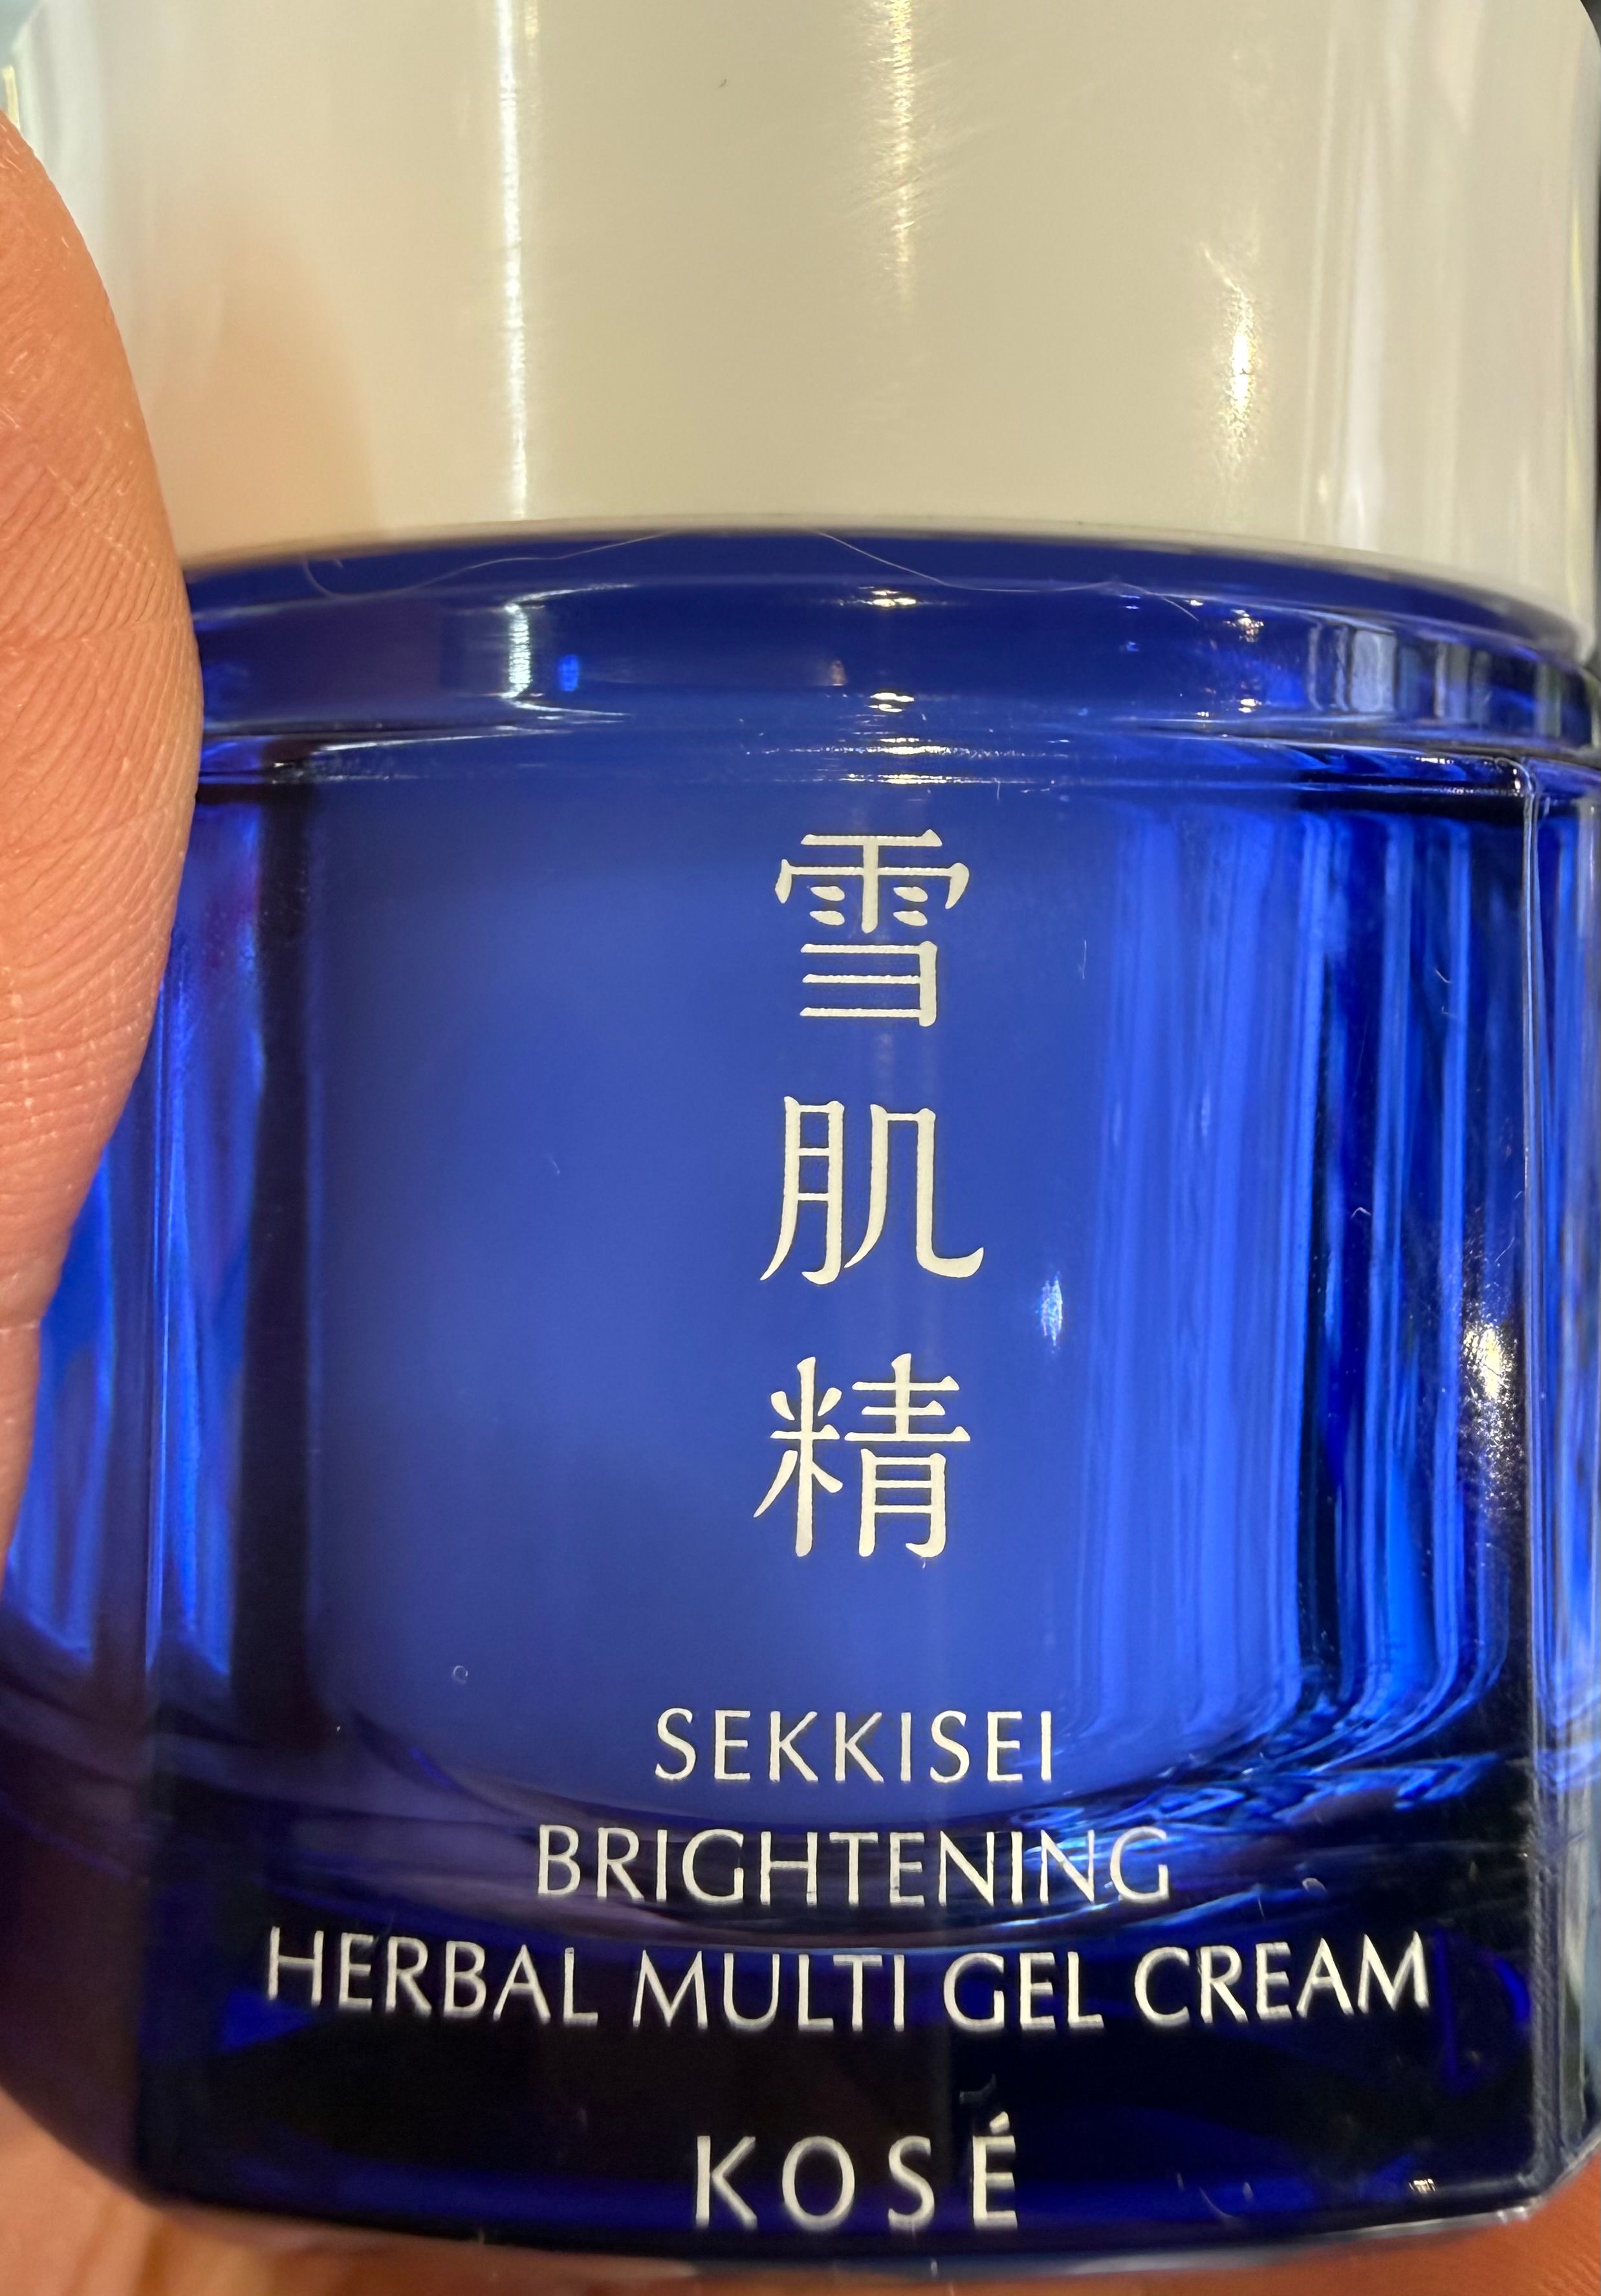 雪肌精
SEKKISEI
BRIGHTENING
HERBAL MULTI GEL CREAM
KOSÉ